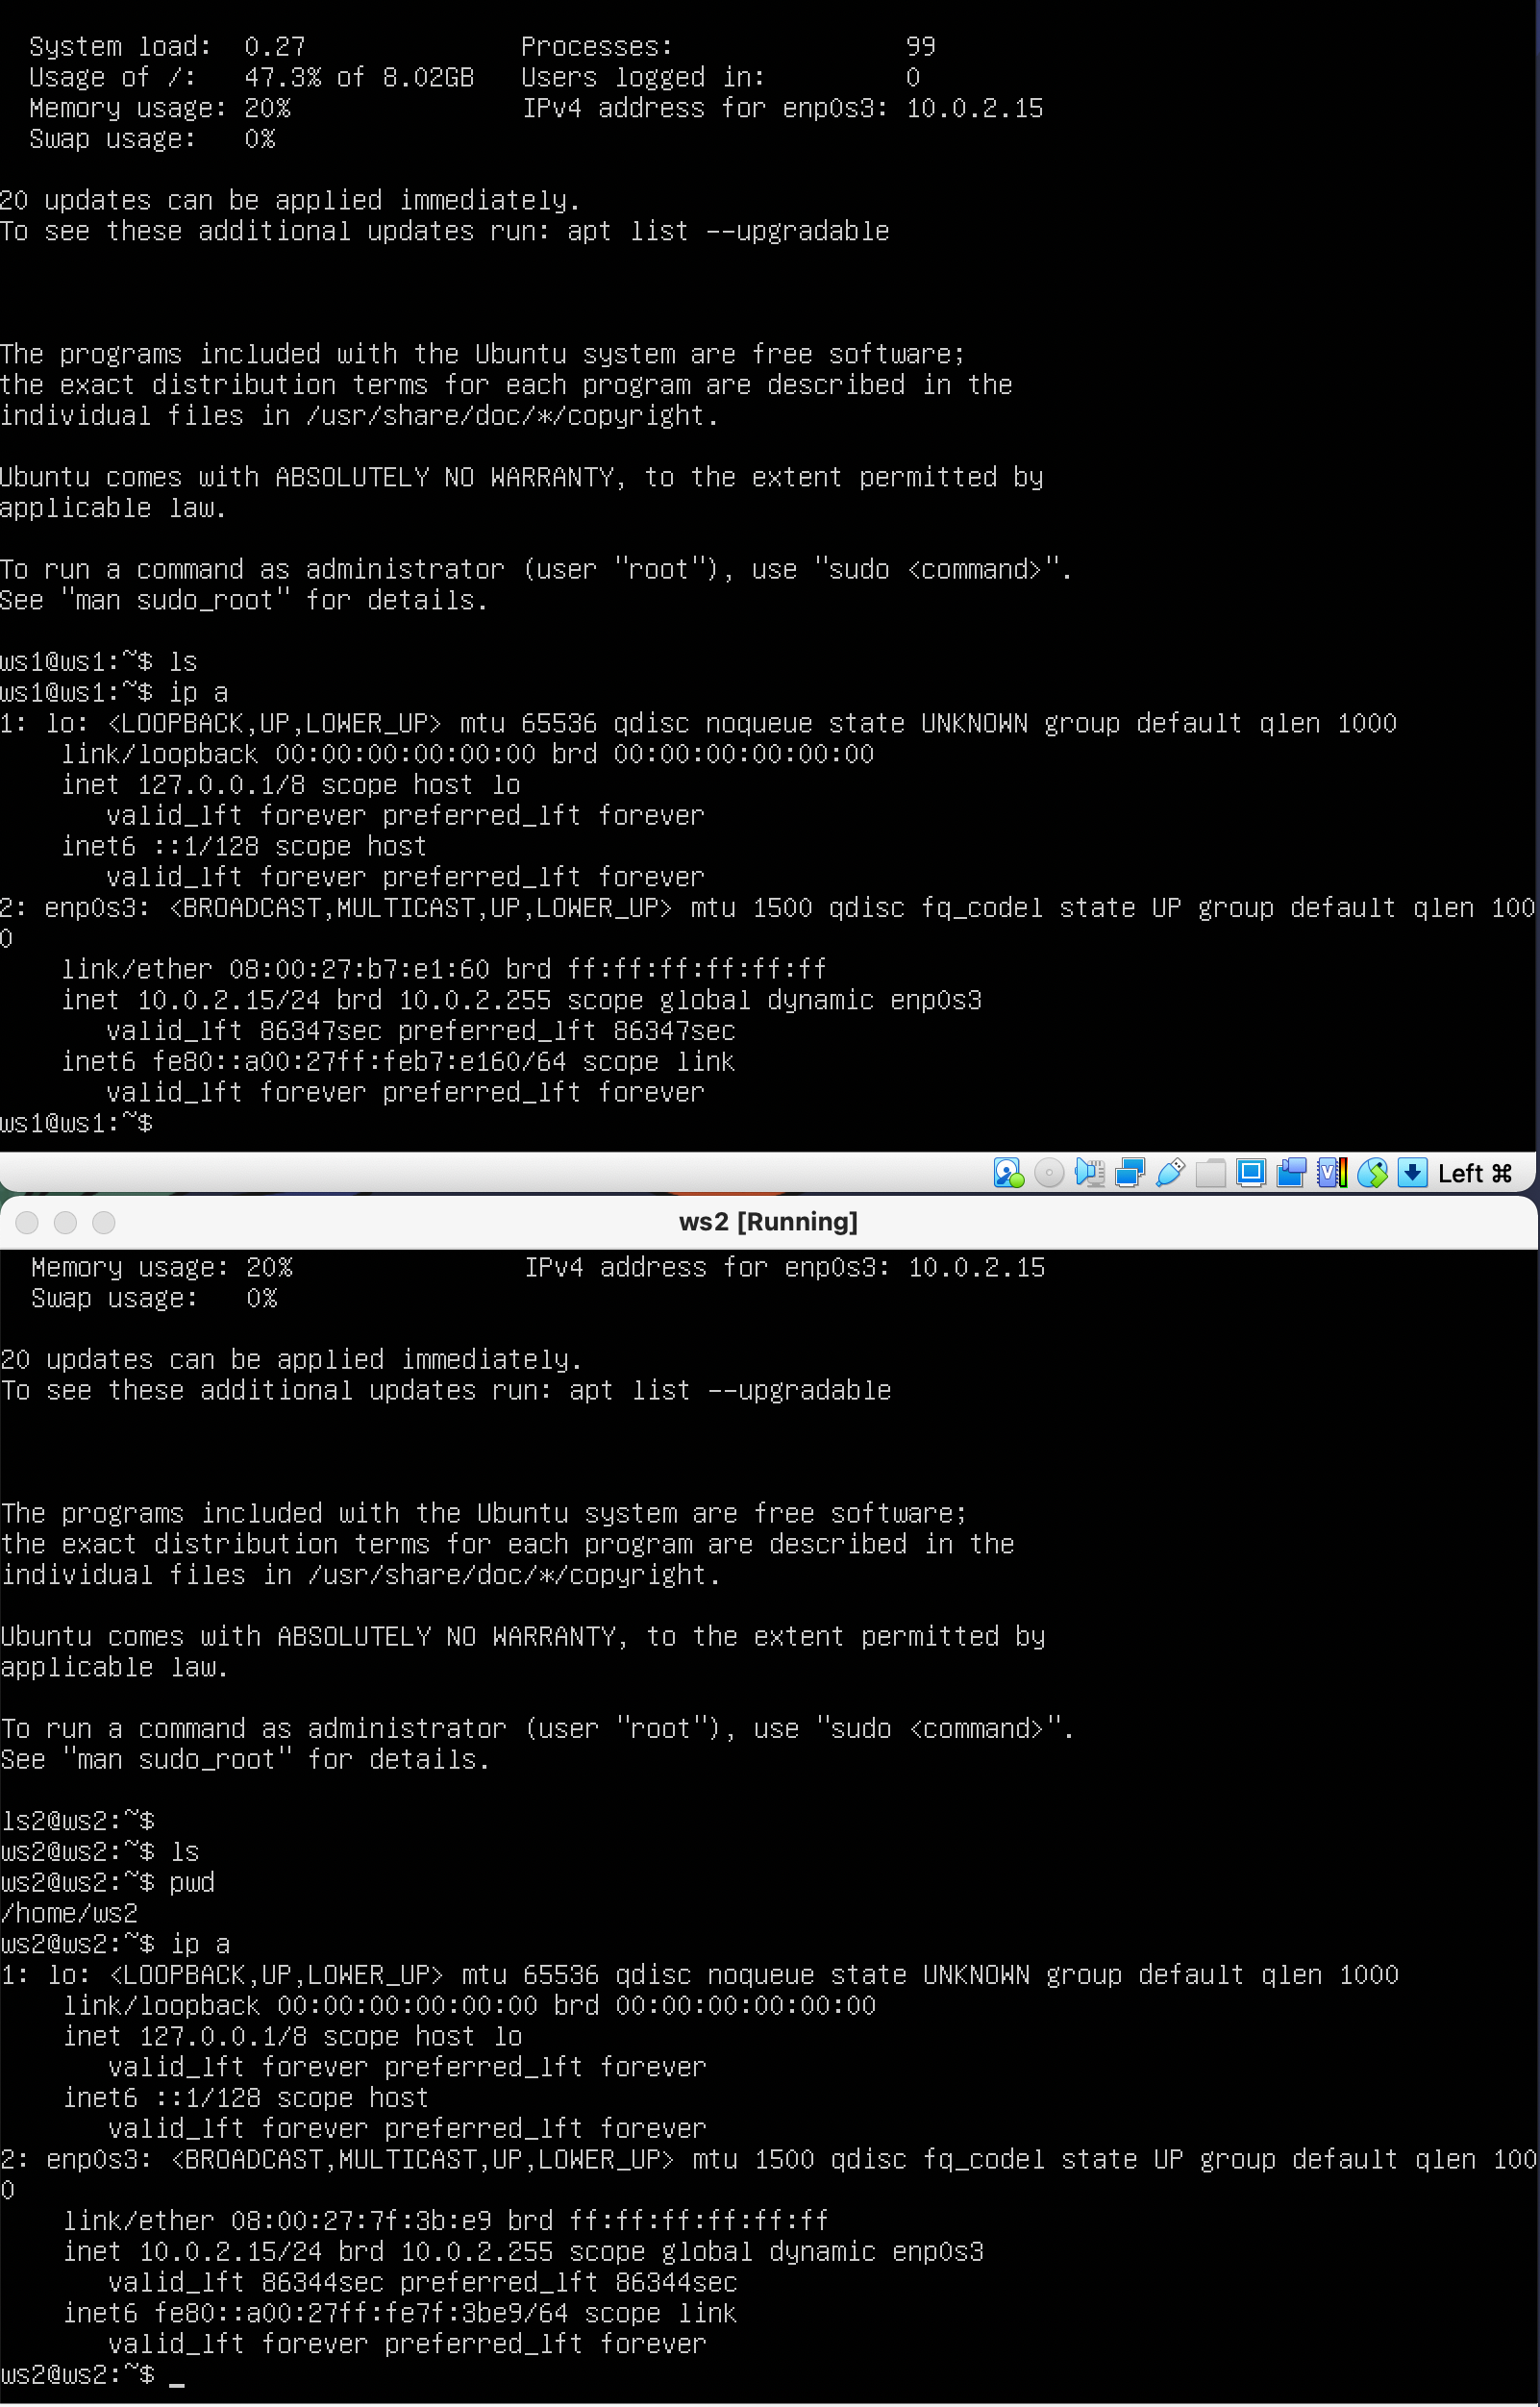 System load:  0.27              Processes:               99
Usage of /:   47.3% of 8.02GB   Users logged in:         0
Memory usage: 20%               IPv4 address for enp0s3: 10.0.2.15
Swap usage:   0%
20 updates can be applied immediately.
To see these additional updates run: apt list --upgradable
The programs included with the Ubuntu system are free software;
the exact distribution terms for each program are described in the
individual files in /usr/share/doc/*/copyright.
Ubuntu comes with ABSOLUTELY NO WARRANTY, to the extent permitted by
applicable law.
To run a command as administrator (user "root"), use "sudo <command>".
See "man sudo_root" for details.
ws1@ws1:~$ ls
ws1@ws1:~$ ip a
1: lo: <LOOPBACK,UP,LOWER_UP> mtu 65536 qdisc noqueue state UNKNOWN group default qlen 1000
link/loopback 00:00:00:00:00:00 brd 00:00:00:00:00:00
inet 127.0.0.1/8 scope host lo
valid_lft forever preferred_lft forever
inet6 ::1/128 scope host
valid_lft forever preferred_lft forever
2: enp0s3: <BROADCAST,MULTICAST,UP,LOWER_UP> mtu 1500 qdisc fq_codel state UP group default qlen 100
0
link/ether 08:00:27:b7:e1:60 brd ff:ff:ff:ff:ff:ff
inet 10.0.2.15/24 brd 10.0.2.255 scope global dynamic enp0s3
valid_lft 86347sec preferred_lft 86347sec
inet6 fe80::a00:27ff:feb7:e160/64 scope link
valid_lft forever preferred_lft forever
ws1@ws1:~$
Left ⌘
ws2 [Running]
Memory usage: 20%               IPv4 address for enp0s3: 10.0.2.15
Swap usage:   0%
20 updates can be applied immediately.
To see these additional updates run: apt list --upgradable
The programs included with the Ubuntu system are free software;
the exact distribution terms for each program are described in the
individual files in /usr/share/doc/*/copyright.
Ubuntu comes with ABSOLUTELY NO WARRANTY, to the extent permitted by
applicable law.
To run a command as administrator (user "root"), use "sudo <command>".
See "man sudo_root" for details.
ls2@ws2:~$
ws2@ws2:~$ ls
ws2@ws2:~$ pwd
/home/ws2
ws2@ws2:~$ ip a
1: lo: <LOOPBACK,UP,LOWER_UP> mtu 65536 qdisc noqueue state UNKNOWN group default qlen 1000
link/loopback 00:00:00:00:00:00 brd 00:00:00:00:00:00
inet 127.0.0.1/8 scope host lo
valid_lft forever preferred_lft forever
inet6 ::1/128 scope host
valid_lft forever preferred_lft forever
2: enp0s3: <BROADCAST,MULTICAST,UP,LOWER_UP> mtu 1500 qdisc fq_codel state UP group default qlen 100
0
link/ether 08:00:27:7f:3b:e9 brd ff:ff:ff:ff:ff:ff
inet 10.0.2.15/24 brd 10.0.2.255 scope global dynamic enp0s3
valid_lft 86344sec preferred_lft 86344sec
inet6 fe80::a00:27ff:fe7f:3be9/64 scope link
valid_lft forever preferred_lft forever
ws2@ws2:~$ _